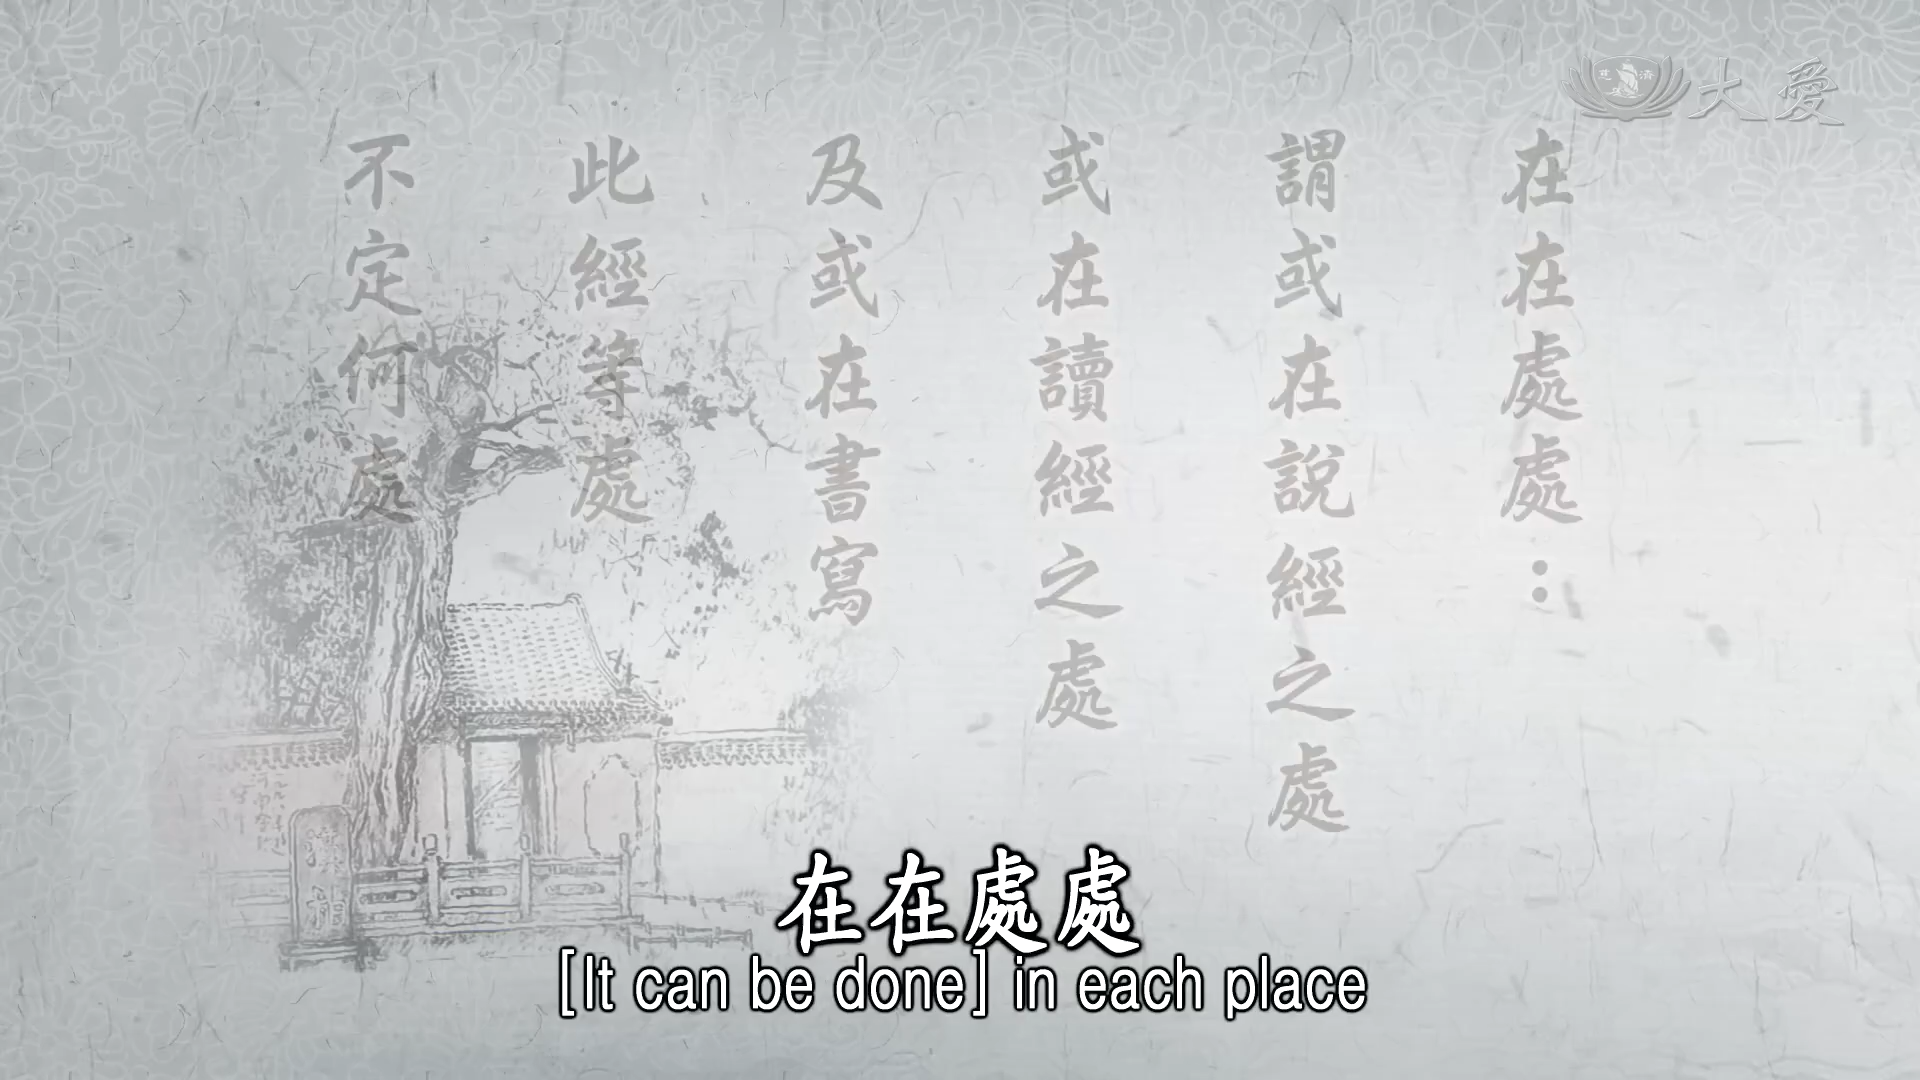 大愛
在在處處：
謂或在說經之處
或在讀經之處
及或在書寫
此經等處
不定何處
在在處處
[It can be done] in each place